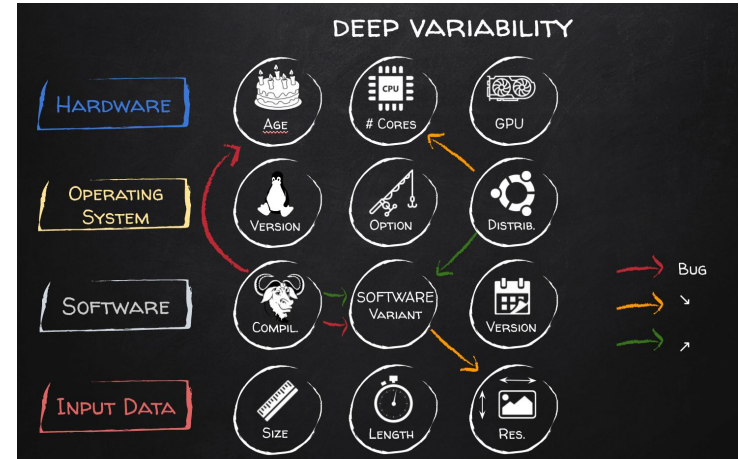 DEEP VARIABILITY
HARDWARE
CPU
AGE
# CORES
GPU
OPERATING
SYSTEM
VERSION
OPTION
DISTRIB.
SOFTWARE
COMPIL.
SOFTWARE
VARIANT
VERSION
BUG
↘
↗
INPUT DATA
SIZE
LENGTH
RES.